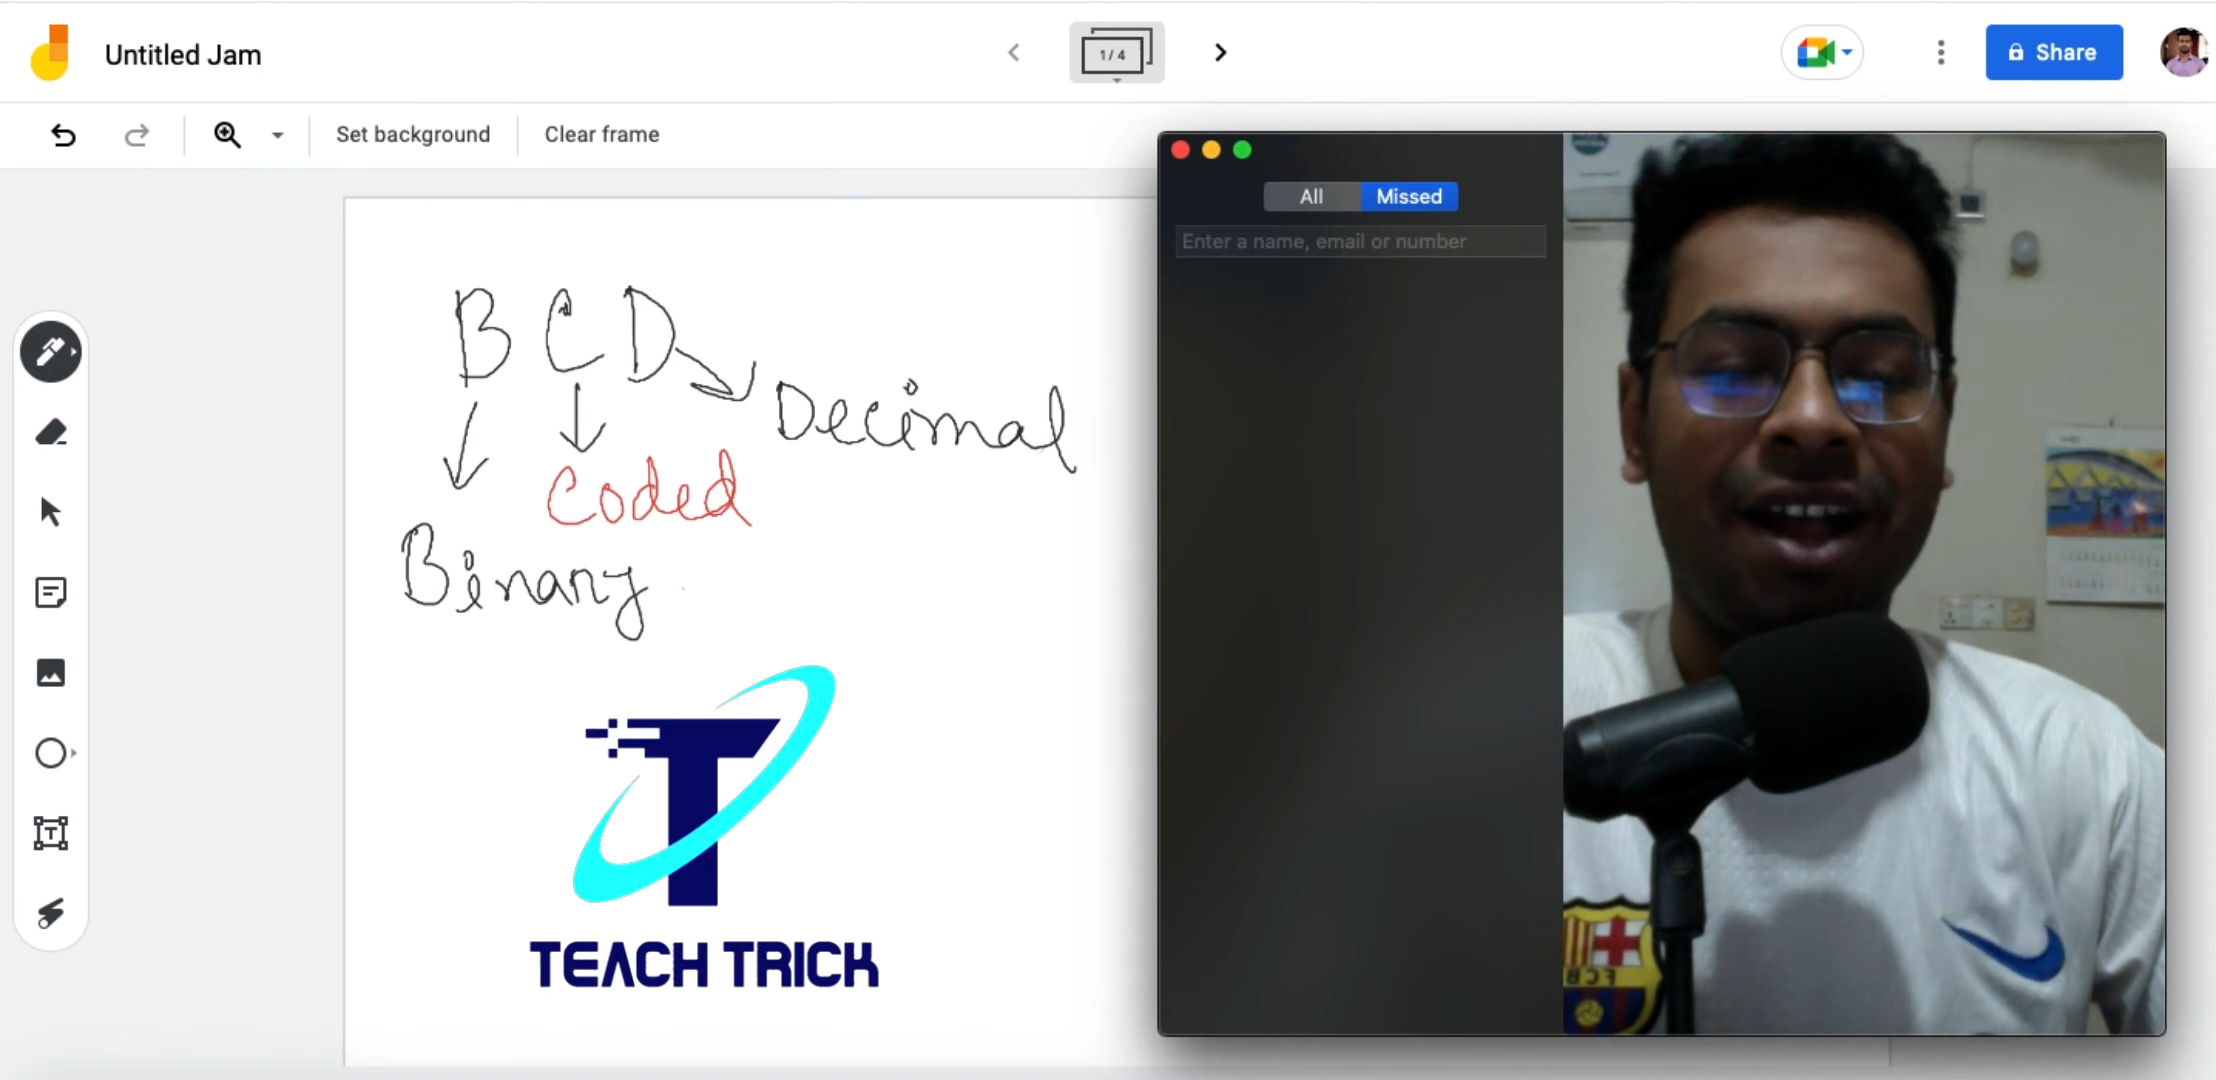 Untitled Jam
1/4
Share
Set background
Clear frame
All
Missed
Enter a name, email or number
B C D
Decimal
Coded
Binary
TEACH TRICK
FCB